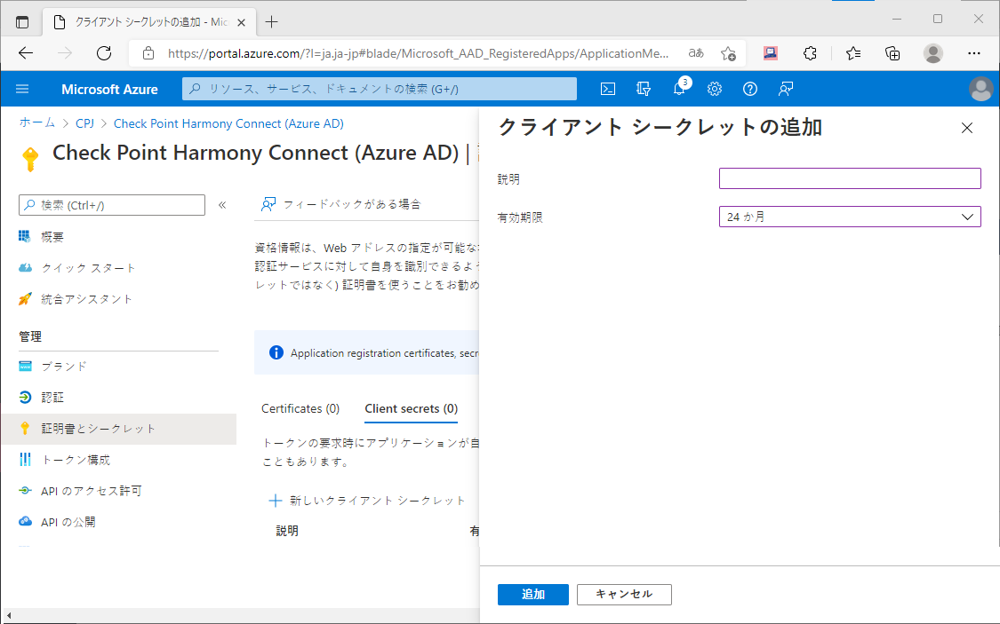 クライアント シークレットの追加 - Mic
https://portal.azure.com/?l=ja.ja-jp#blade/Microsoft_AAD_RegisteredApps/ApplicationMe...
aあ
Microsoft Azure
リソース、サービス、ドキュメントの検索 (G+/)
3
ホーム > CPJ > Check Point Harmony Connect (Azure AD)
Check Point Harmony Connect (Azure AD) |
検索 (Ctrl+/)
概要
クイック スタート
統合アシスタント
管理
ブランド
認証
証明書とシークレット
トークン構成
API のアクセス許可
API の公開
フィードバックがある場合
資格情報は、Web アドレスの指定が可能な
認証サービスに対して自身を識別できるよう
レットではなく) 証明書を使うことをお勧め
Application registration certificates, secre
Certificates (0)
Client secrets (0)
トークンの要求時にアプリケーションが自
こともあります。
新しいクライアント シークレット
説明
有
クライアント シークレットの追加
説明
有効期限
24 か月
追加
キャンセル